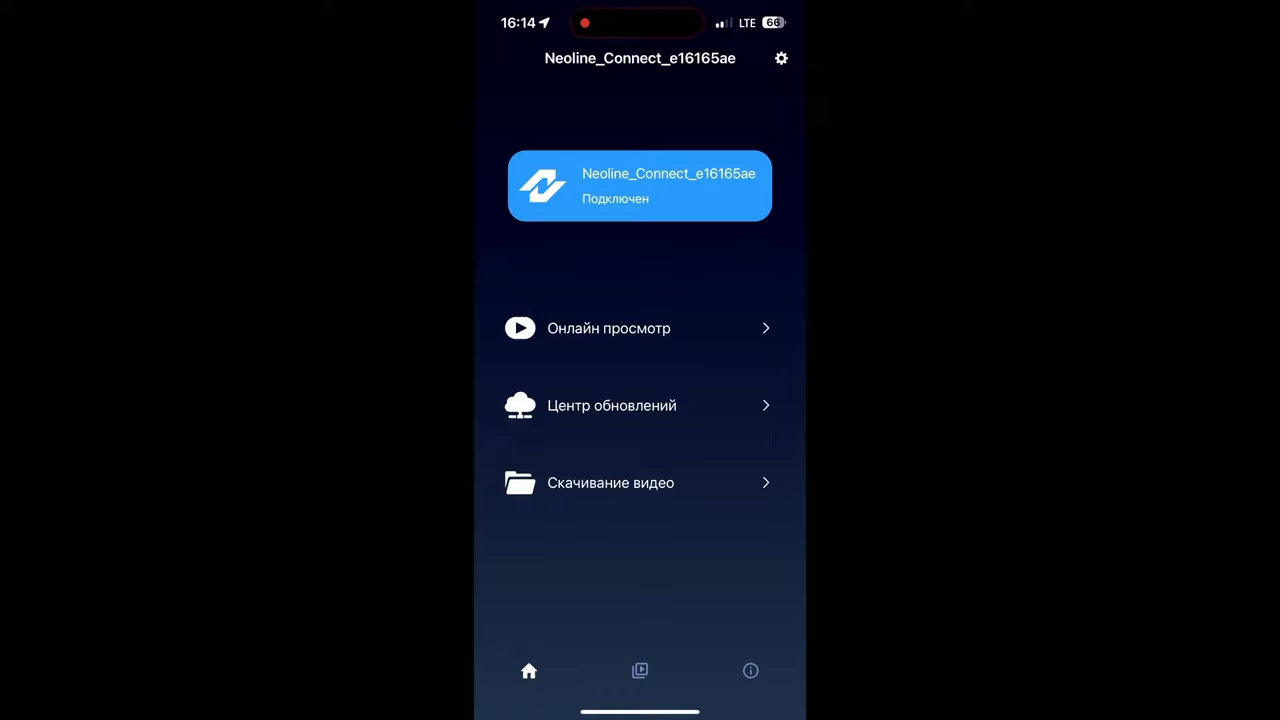 16:14
LTE
66
Neoline_Connect_e16165ae
Neoline_Connect_e16165ae
Подключен
Онлайн просмотр
Центр обновлений
Скачивание видео